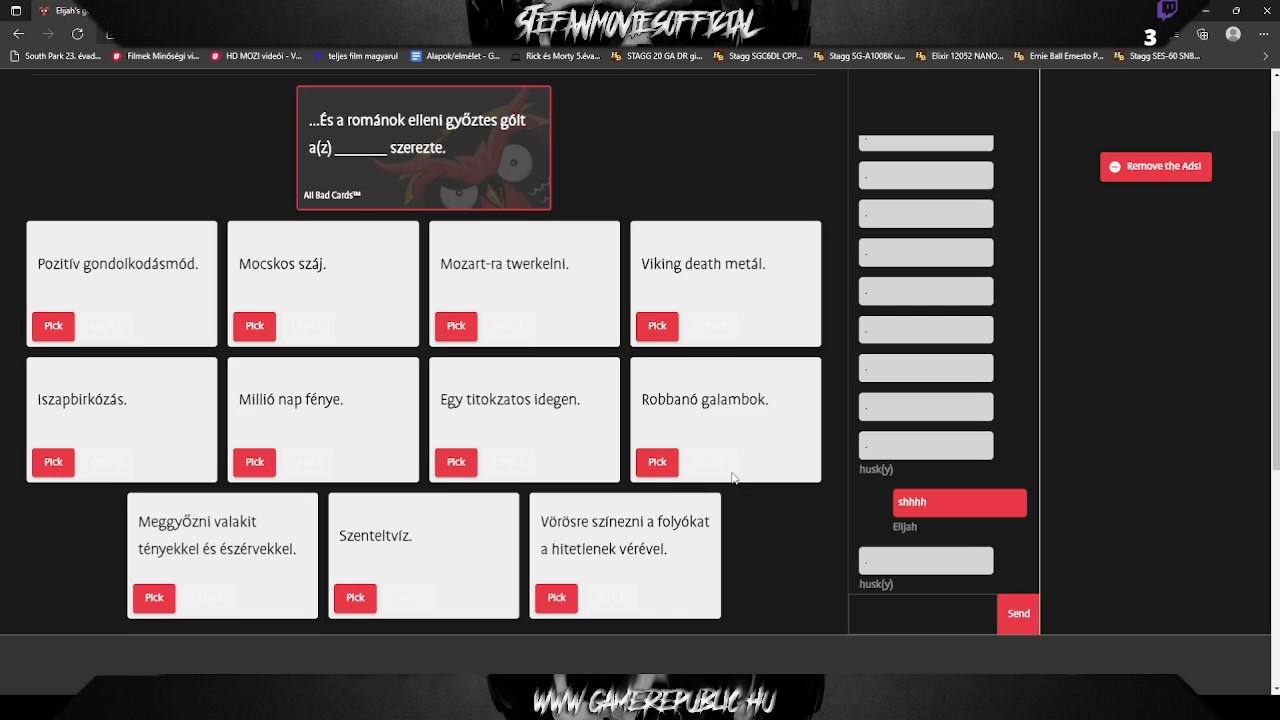 Elijah's g
STEFANMOVIESOFFICIAL
3
South Park 23. évad...
Filmek Minőségi vi...
HD MOZI videói - V...
teljes film magyarul
Alapok/elmélet - G...
Rick és Morty 5.éva...
STAGG 20 GA DR gi...
Stagg SGC6DL CPP...
Stagg SG-A100BK u...
Elixir 12052 NANO...
Ernie Ball Ernesto P...
Stagg SES-60 SNB...
...És a románok elleni győztes gólt
a(z) _______ szerezte.
All Bad Cards™
Pozitív gondolkodásmód.
Pick
Mocskos száj.
Pick
Mozart-ra twerkelni.
Pick
Viking death metál.
Pick
Iszapbirkózás.
Pick
Millió nap fénye.
Pick
Egy titokzatos idegen.
Pick
Robbanó galambok.
Pick
Meggyőzni valakit
tényekkel és észérvekkel.
Pick
Szenteltvíz.
Pick
Vörösre színezni a folyókat
a hitetlenek vérével.
Pick
.
.
.
.
.
.
.
.
.
husk(y)
shhhh
Elijah
.
husk(y)
Send
Remove the Ads!
WWW GAMEREPUBLIC.HU